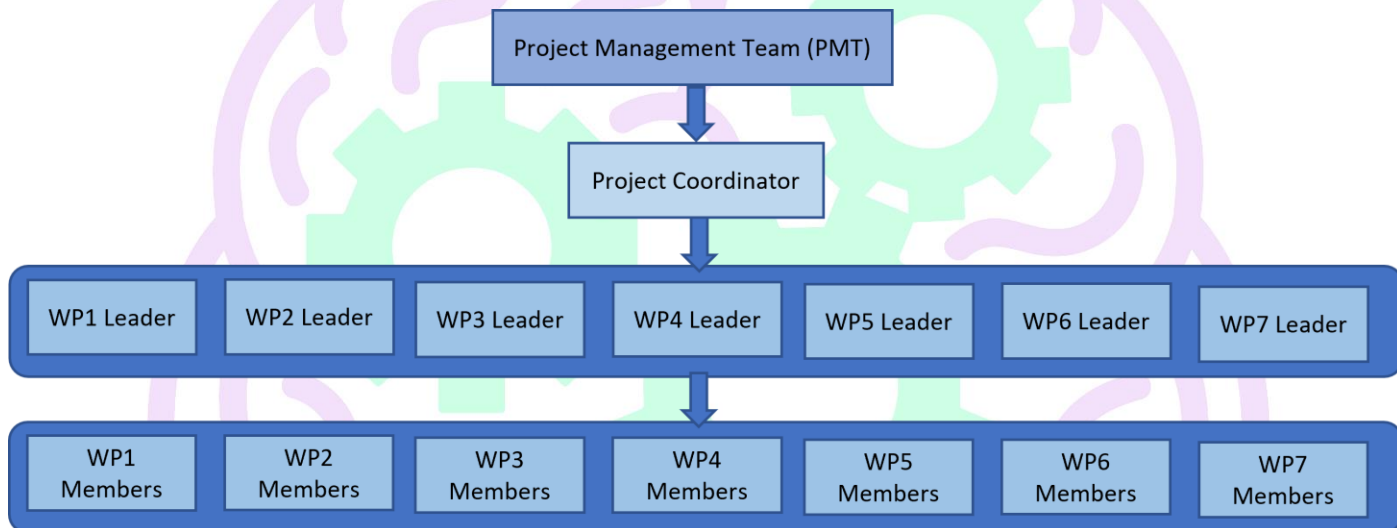 Project Management Team (PMT)
Project Coordinator
WP1 Leader
WP2 Leader
WP3 Leader
WP4 Leader
WP5 Leader
WP6 Leader
WP7 Leader
WP1
Members
WP2
Members
WP3
Members
WP4
Members
WP5
Members
WP6
Members
WP7
Members